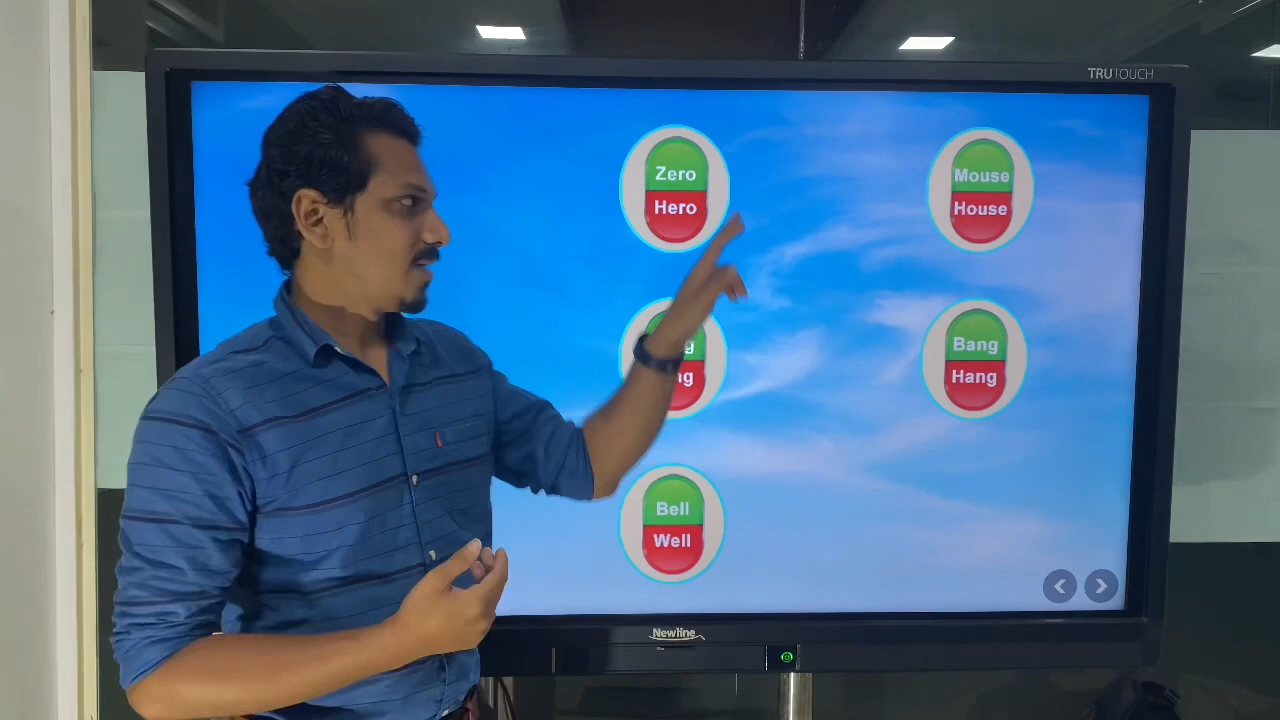 TRUTOUCH
Zero
Hero
Mouse
House
Bang
Hang
Bell
Well
Newline